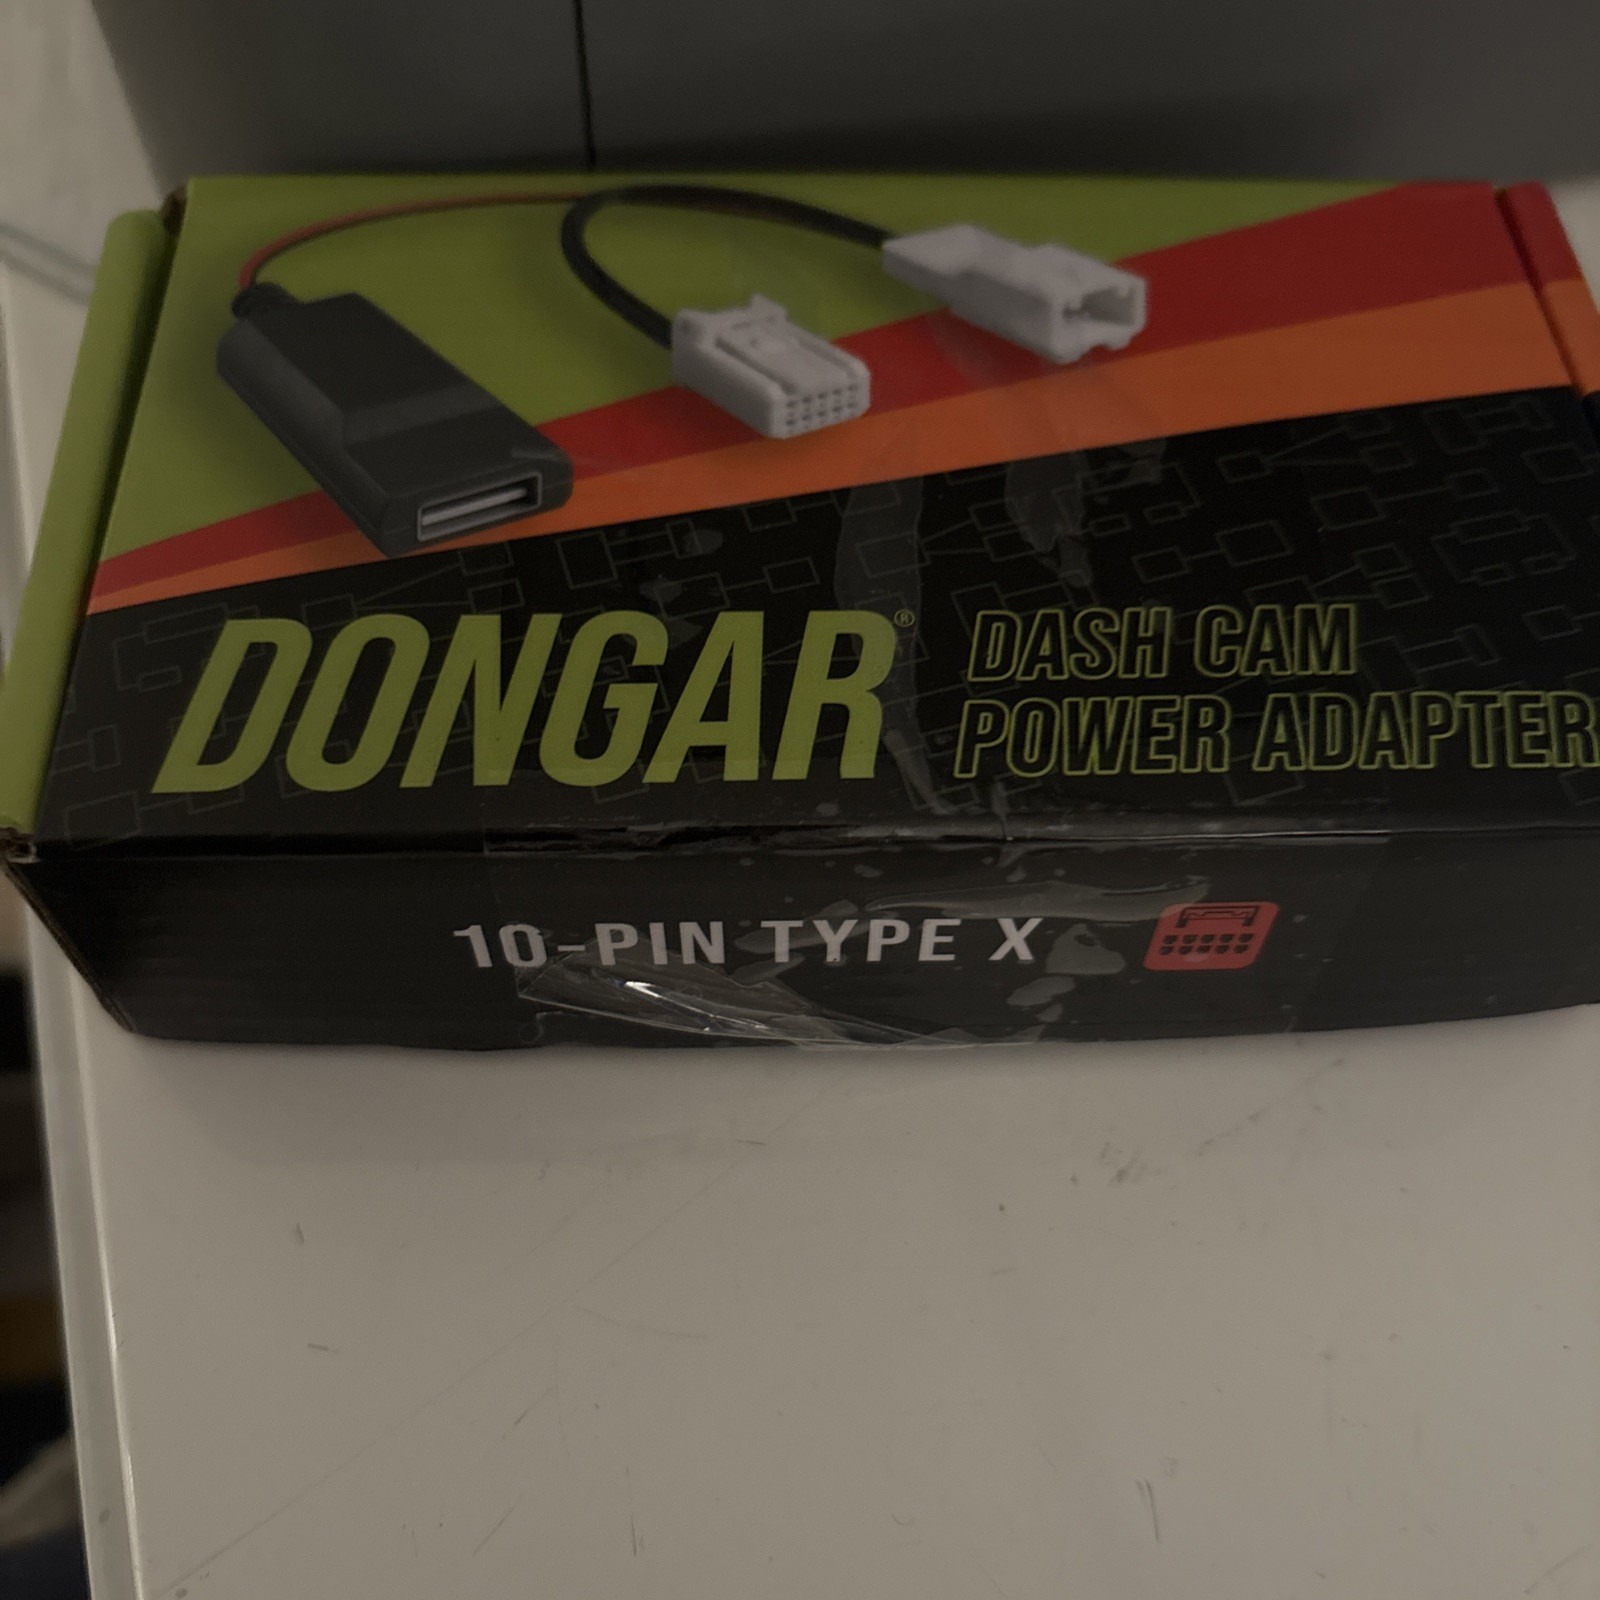 DONGAR®
DASH CAM
POWER ADAPTER
10-PIN TYPE X